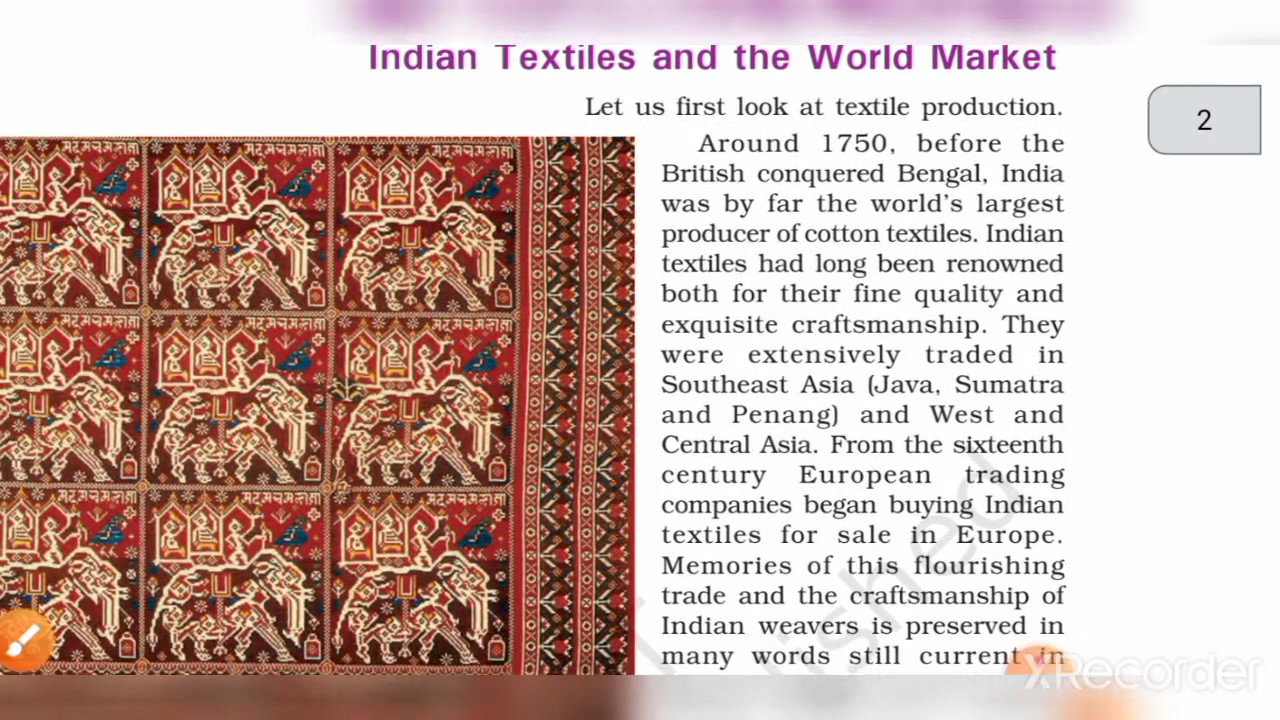 Indian Textiles and the World Market
Let us first look at textile production.
2
Around 1750, before the
British conquered Bengal, India
was by far the world's largest
producer of cotton textiles. Indian
textiles had long been renowned
both for their fine quality and
exquisite craftsmanship. They
were extensively traded in
Southeast Asia (Java, Sumatra
and Penang) and West and
Central Asia. From the sixteenth
century European trading
companies began buying Indian
textiles for sale in Europe.
Memories of this flourishing
trade and the craftsmanship of
Indian weavers is preserved in
many words still current in
XRecorder